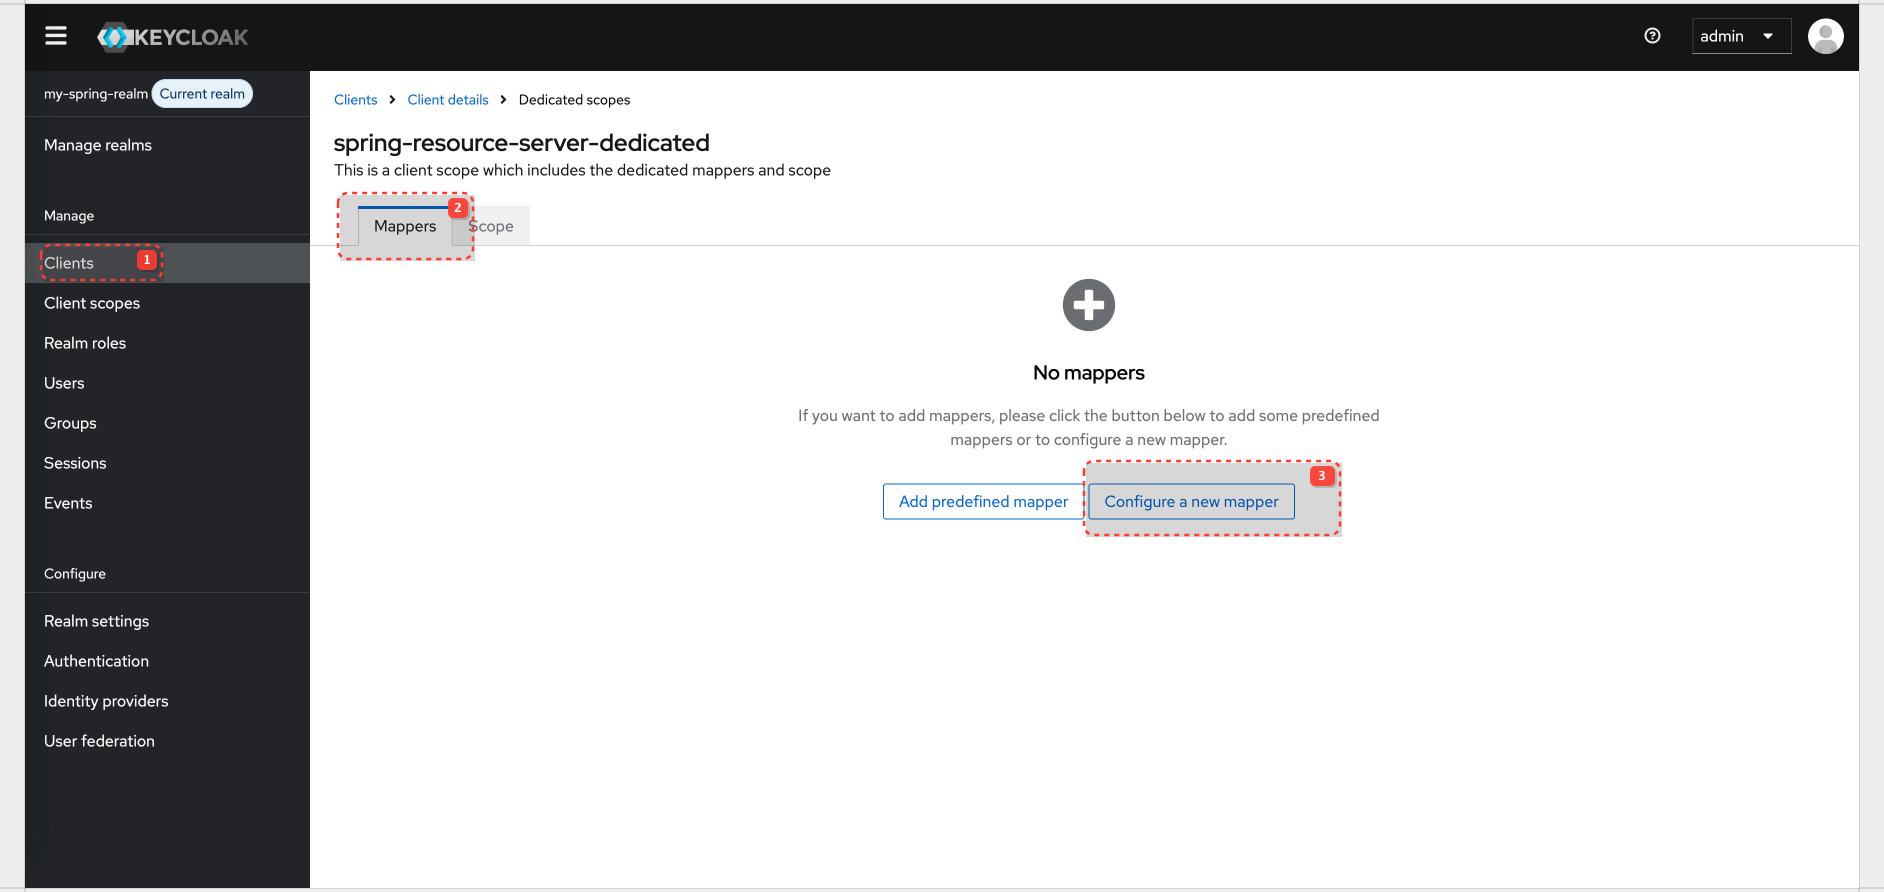 KEYCLOAK
admin
my-spring-realm Current realm
Manage realms
Manage
Clients 1
Client scopes
Realm roles
Users
Groups
Sessions
Events
Configure
Realm settings
Authentication
Identity providers
User federation
Clients > Client details > Dedicated scopes
spring-resource-server-dedicated
This is a client scope which includes the dedicated mappers and scope
Mappers 2 Scope
No mappers
If you want to add mappers, please click the button below to add some predefined
mappers or to configure a new mapper.
Add predefined mapper Configure a new mapper 3